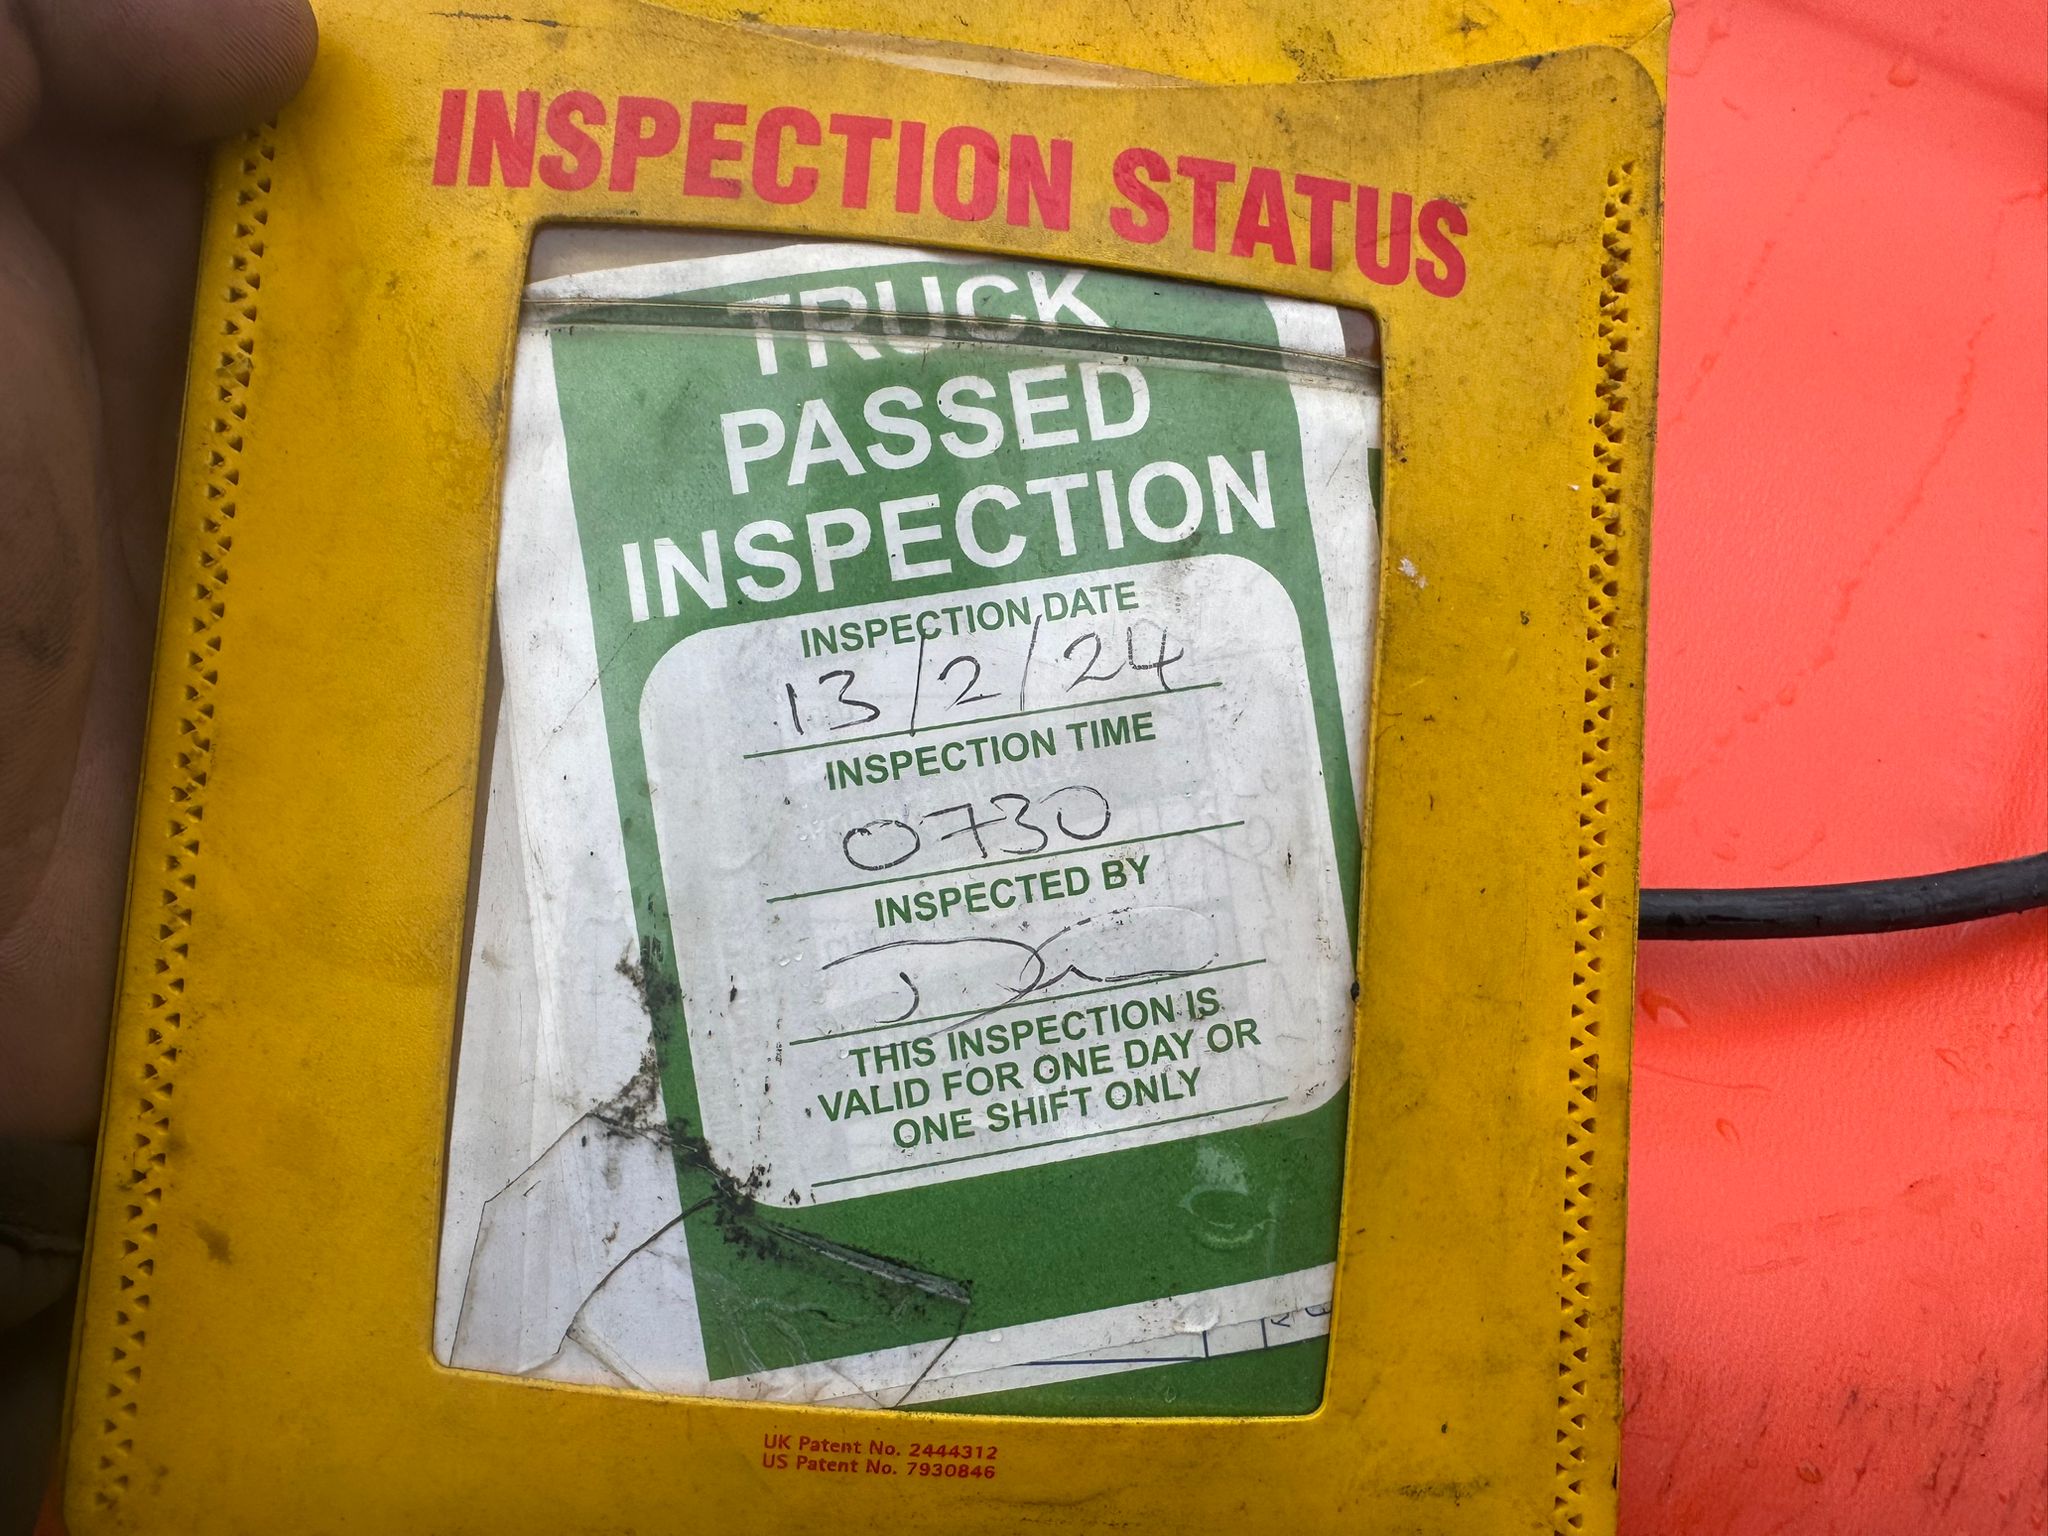 INSPECTION STATUS
TRUCK
PASSED
INSPECTION
INSPECTION DATE
13/2/24
INSPECTION TIME
0730
INSPECTED BY
THIS INSPECTION IS
VALID FOR ONE DAY OR
ONE SHIFT ONLY
UK Patent No. 2444312
US Patent No. 7930846